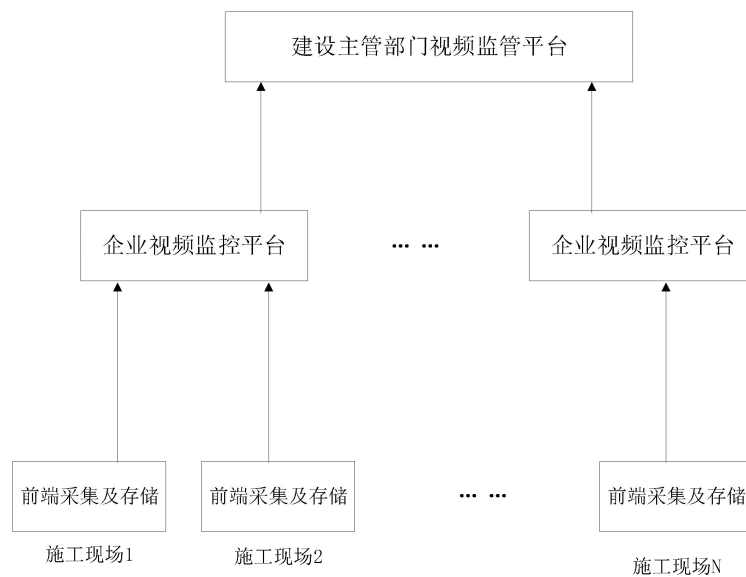 建设主管部门视频监管平台
企业视频监控平台
… …
企业视频监控平台
前端采集及存储
前端采集及存储
… …
前端采集及存储
施工现场1
施工现场2
施工现场N